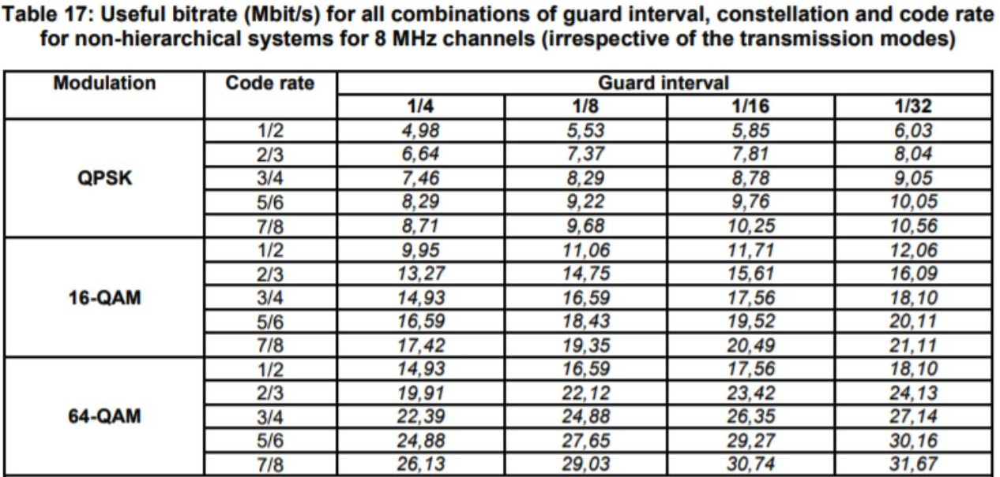 Table 17: Useful bitrate (Mbit/s) for all combinations of guard interval, constellation and code rate
for non-hierarchical systems for 8 MHz channels (irrespective of the transmission modes)
Modulation Code rate Guard interval
1/4 1/8 1/16 1/32
QPSK
1/2 4,98 5,53 5,85 6,03
2/3 6,64 7,37 7,81 8,04
3/4 7,46 8,29 8,78 9,05
5/6 8,29 9,22 9,76 10,05
7/8 8,71 9,68 10,25 10,56
16-QAM
1/2 9,95 11,06 11,71 12,06
2/3 13,27 14,75 15,61 16,09
3/4 14,93 16,59 17,56 18,10
5/6 16,59 18,43 19,52 20,11
7/8 17,42 19,35 20,49 21,11
64-QAM
1/2 14,93 16,59 17,56 18,10
2/3 19,91 22,12 23,42 24,13
3/4 22,39 24,88 26,35 27,14
5/6 24,88 27,65 29,27 30,16
7/8 26,13 29,03 30,74 31,67